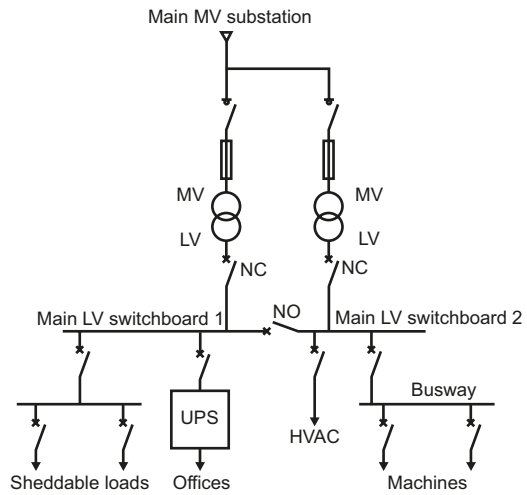 Main MV substation
MV
MV
LV
LV
NC
NC
NO
Main LV switchboard 1
Main LV switchboard 2
Busway
UPS
HVAC
Sheddable loads
Offices
Machines